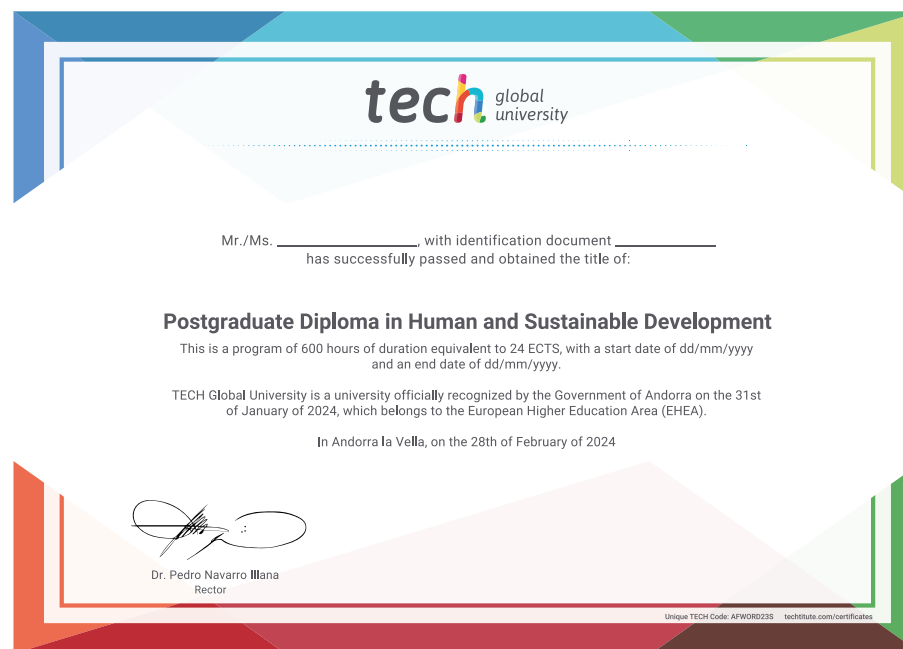 tech global
university
Mr./Ms. ____________________, with identification document ______________
has successfully passed and obtained the title of:
Postgraduate Diploma in Human and Sustainable Development
This is a program of 600 hours of duration equivalent to 24 ECTS, with a start date of dd/mm/yyyy
and an end date of dd/mm/yyyy.
TECH Global University is a university officially recognized by the Government of Andorra on the 31st
of January of 2024, which belongs to the European Higher Education Area (EHEA).
In Andorra la Vella, on the 28th of February of 2024
Dr. Pedro Navarro Illana
Rector
Unique TECH Code: AFWORD23S techtitute.com/certificates